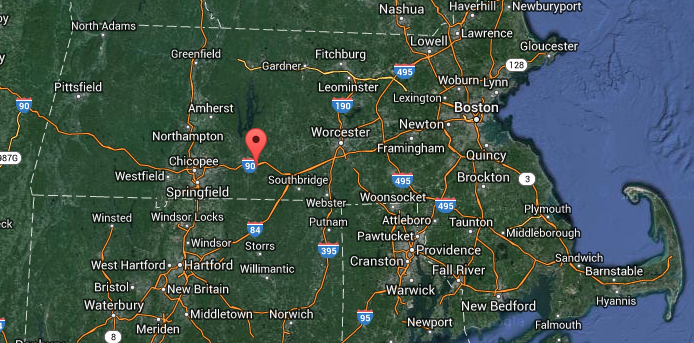 Nashua
Haverhill
Newburyport
North Adams
Lawrence
Lowell
Gloucester
Greenfield
Fitchburg
Gardner
495
128
Pittsfield
Leominster
Woburn
Lynn
90
190
Lexington
Boston
Amherst
Northampton
Worcester
Newton
987G
Chicopee
90
Framingham
Quincy
Westfield
Southbridge
495
Brockton
3
Springfield
Webster
Woonsocket
495
Winsted
Windsor Locks
Putnam
Attleboro
Taunton
Plymouth
84
Pawtucket
Middleborough
Windsor
Storrs
395
Providence
West Hartford
Hartford
Willimantic
Cranston
Fall River
Sandwich
Barnstable
Bristol
New Britain
Warwick
New Bedford
Hyannis
Waterbury
Middletown
Norwich
95
Newport
Falmouth
Meriden
8